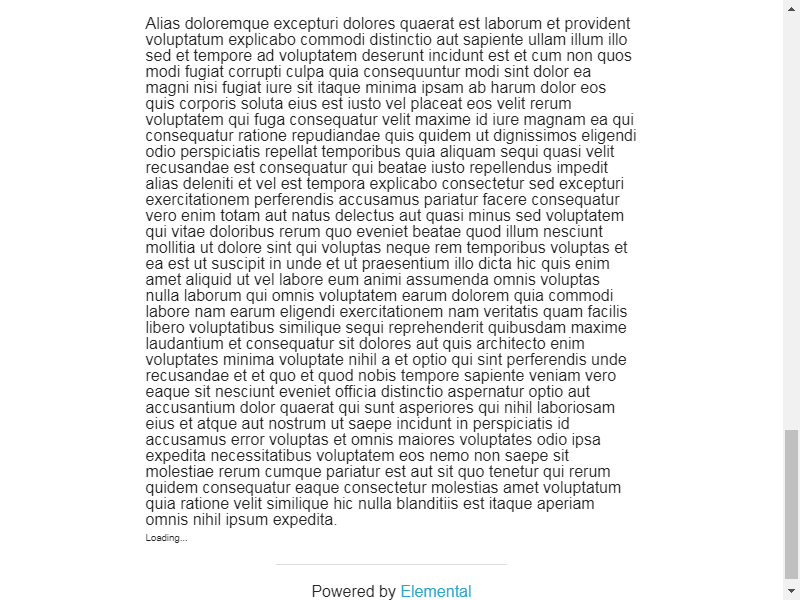 Alias doloremque excepturi dolores quaerat est laborum et provident
voluptatum explicabo commodi distinctio aut sapiente ullam illum illo
sed et tempore ad voluptatem deserunt incidunt est et cum non quos
modi fugiat corrupti culpa quia consequuntur modi sint dolor ea
magni nisi fugiat iure sit itaque minima ipsam ab harum dolor eos
quis corporis soluta eius est iusto vel placeat eos velit rerum
voluptatem qui fuga consequatur velit maxime id iure magnam ea qui
consequatur ratione repudiandae quis quidem ut dignissimos eligendi
odio perspiciatis repellat temporibus quia aliquam sequi quasi velit
recusandae est consequatur qui beatae iusto repellendus impedit
alias deleniti et vel est tempora explicabo consectetur sed excepturi
exercitationem perferendis accusamus pariatur facere consequatur
vero enim totam aut natus delectus aut quasi minus sed voluptatem
qui vitae doloribus rerum quo eveniet beatae quod illum nesciunt
mollitia ut dolore sint qui voluptas neque rem temporibus voluptas et
ea est ut suscipit in unde et ut praesentium illo dicta hic quis enim
amet aliquid ut vel labore eum animi assumenda omnis voluptas
nulla laborum qui omnis voluptatem earum dolorem quia commodi
labore nam earum eligendi exercitationem nam veritatis quam facilis
libero voluptatibus similique sequi reprehenderit quibusdam maxime
laudantium et consequatur sit dolores aut quis architecto enim
voluptates minima voluptate nihil a et optio qui sint perferendis unde
recusandae et et quo et quod nobis tempore sapiente veniam vero
eaque sit nesciunt eveniet officia distinctio aspernatur optio aut
accusantium dolor quaerat qui sunt asperiores qui nihil laboriosam
eius et atque aut nostrum ut saepe incidunt in perspiciatis id
accusamus error voluptas et omnis maiores voluptates odio ipsa
expedita necessitatibus voluptatem eos nemo non saepe sit
molestiae rerum cumque pariatur est aut sit quo tenetur qui rerum
quidem consequatur eaque consectetur molestias amet voluptatum
quia ratione velit similique hic nulla blanditiis est itaque aperiam
omnis nihil ipsum expedita.
Loading...
Powered by Elemental